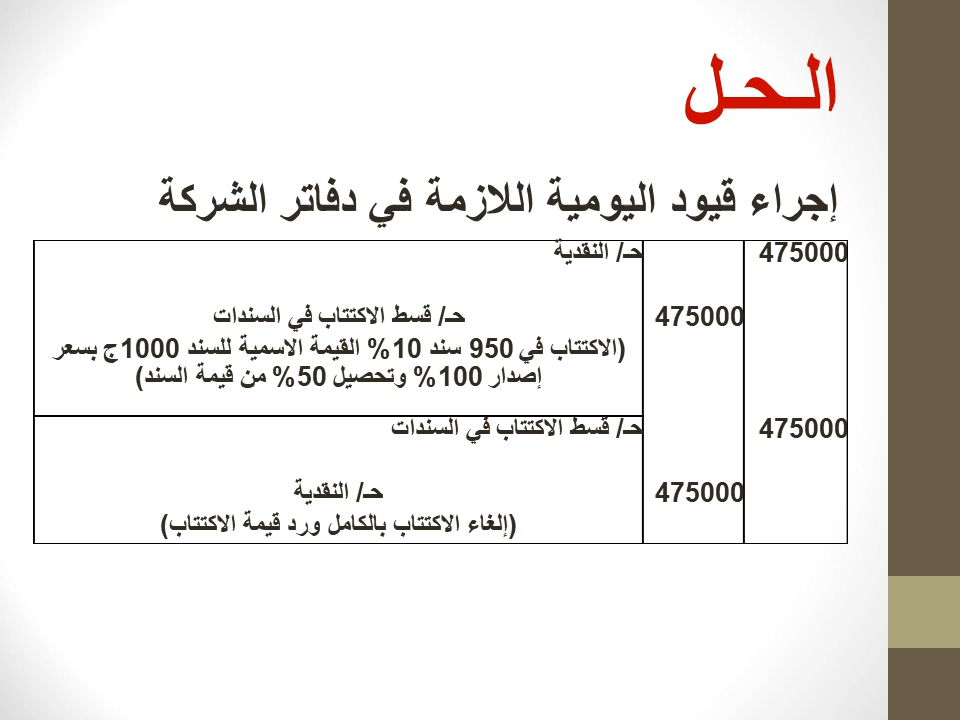 الـحـل
إجراء قيود اليومية اللازمة في دفاتر الشركة
475000 حـ/ النقدية
475000 حـ/ قسط الاكتتاب في السندات
(الاكتتاب في 950 سند 10% القيمة الاسمية للسند 1000ج بسعر
إصدار 100% وتحصيل 50% من قيمة السند)
475000 حـ/ قسط الاكتتاب في السندات
475000 حـ/ النقدية
(إلغاء الاكتتاب بالكامل ورد قيمة الاكتتاب)